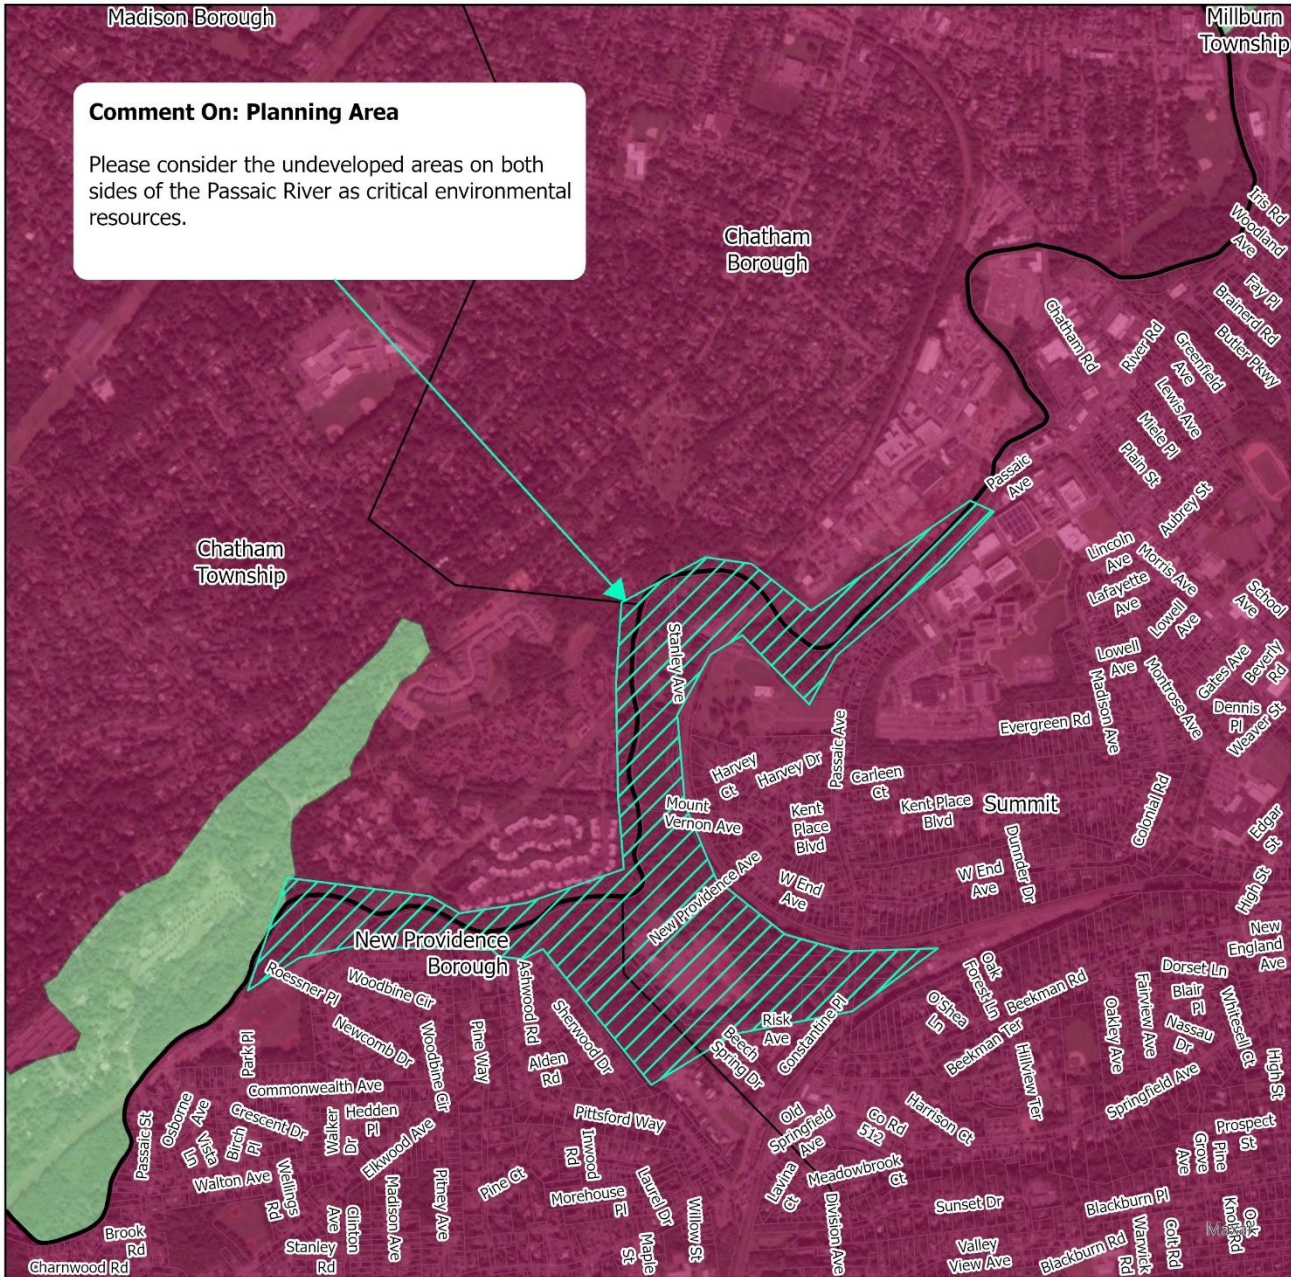 Madison Borough
Millburn
Township
Comment On: Planning Area
Please consider the undeveloped areas on both
sides of the Passaic River as critical environmental
resources.
Chatham
Borough
Iris Rd
Woodland
Ave
Fay Pl
Brainerd Rd
Butler Pkwy
Chatham Rd
River Rd
Greenfield
Ave
Lewis Ave
Miele Pl
Plain St
Passaic
Ave
Aubrey St
Chatham
Township
Lincoln
Ave
Morris Ave
Lafayette
Ave
School
Ave
Lowell
Ave
Stanley Ave
Lowell
Ave
Gates Ave
Beverly
Rd
Madison Ave
Montrose Ave
Dennis
Pl
Weaver St
Evergreen Rd
Passaic Ave
Harvey
Ct
Harvey Dr
Carleen
Ct
Mount
Vernon Ave
Kent
Place
Blvd
Kent Place
Blvd
Summit
Colonial Rd
Edgar
St
Dunnder Dr
W End
Ave
W End
Ave
High St
New Providence Ave
New Providence
Borough
New
England
Ave
Roessner Pl
Woodbine Cir
Ashwood Rd
Oak
Forest Ln
Dorset Ln
Beekman Rd
Blair
Pl
Fairview Ave
Whitesell Ct
O'Shea
Ln
Constantine Pl
Risk
Ave
Sherwood Dr
Newcomb Dr
Woodbine Cir
Pine Way
Park Pl
Beech
Spring Dr
Beekman Ter
Oakley Ave
Nassau
Dr
Hillview Ter
High St
Alden
Rd
Commonwealth Ave
Springfield Ave
Osborne
Ave
Passaic St
Crescent Dr
Walker
Dr
Hedden
Pl
Pittsford Way
Old
Springfield
Ave
Co Rd
512
Harrison Ct
Prospect
St
Vista
Ln
Birch
Pl
Elkwood Ave
Inwood
Rd
Pine
Grove
Ave
Walton Ave
Wellings
Rd
Madison Ave
Pitney Ave
Pine Ct
Morehouse
Pl
Laurel Dr
Lavina
Ct
Meadowbrook
Ct
Willow St
Division Ave
Sunset Dr
Blackburn Pl
Oak
Knoll Rd
Maxar
Brook
Rd
Clinton
Ave
Stanley
Rd
Maple
St
Valley
View Ave
Blackburn Rd
Warwick
Rd
Colt Rd
Charnwood Rd